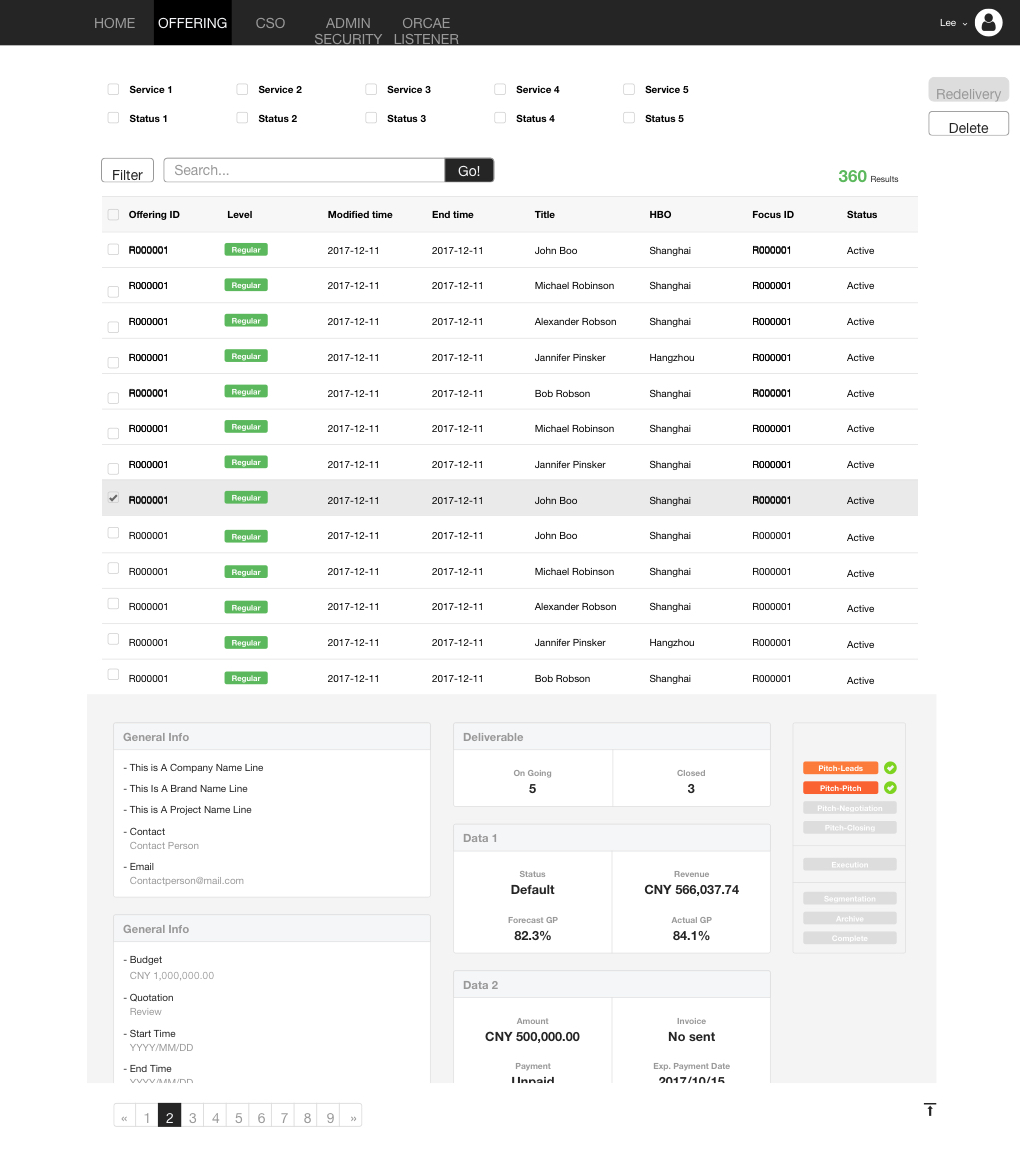 HOME OFFERING CSO ADMIN SECURITY ORCAE LISTENER Lee
Service 1 Service 2 Service 3 Service 4 Service 5
Redelivery
Status 1 Status 2 Status 3 Status 4 Status 5
Delete
Filter Search... Go!
360 Results
Offering ID Level Modified time End time Title HBO Focus ID Status
R000001 Regular 2017-12-11 2017-12-11 John Boo Shanghai R000001 Active
R000001 Regular 2017-12-11 2017-12-11 Michael Robinson Shanghai R000001 Active
R000001 Regular 2017-12-11 2017-12-11 Alexander Robson Shanghai R000001 Active
R000001 Regular 2017-12-11 2017-12-11 Jannifer Pinsker Hangzhou R000001 Active
R000001 Regular 2017-12-11 2017-12-11 Bob Robson Shanghai R000001 Active
R000001 Regular 2017-12-11 2017-12-11 Michael Robinson Shanghai R000001 Active
R000001 Regular 2017-12-11 2017-12-11 Jannifer Pinsker Shanghai R000001 Active
R000001 Regular 2017-12-11 2017-12-11 John Boo Shanghai R000001 Active
R000001 Regular 2017-12-11 2017-12-11 John Boo Shanghai R000001 Active
R000001 Regular 2017-12-11 2017-12-11 Michael Robinson Shanghai R000001 Active
R000001 Regular 2017-12-11 2017-12-11 Alexander Robson Shanghai R000001 Active
R000001 Regular 2017-12-11 2017-12-11 Jannifer Pinsker Hangzhou R000001 Active
R000001 Regular 2017-12-11 2017-12-11 Bob Robson Shanghai R000001 Active
General Info
- This is A Company Name Line
- This Is A Brand Name Line
- This is A Project Name Line
- Contact
Contact Person
- Email
Contactperson@mail.com
General Info
- Budget
CNY 1,000,000.00
- Quotation
Review
- Start Time
YYYY/MM/DD
- End Time
YYYY/MM/DD
Deliverable
On Going Closed
5 3
Data 1
Status Revenue
Default CNY 566,037.74
Forecast GP Actual GP
82.3% 84.1%
Data 2
Amount Invoice
CNY 500,000.00 No sent
Payment Exp. Payment Date
Unpaid 2017/10/15
Pitch-Leads
Pitch-Pitch
Pitch-Negotiation
Pitch-Closing
Execution
Segmentation
Archive
Complete
« 1 2 3 4 5 6 7 8 9 »